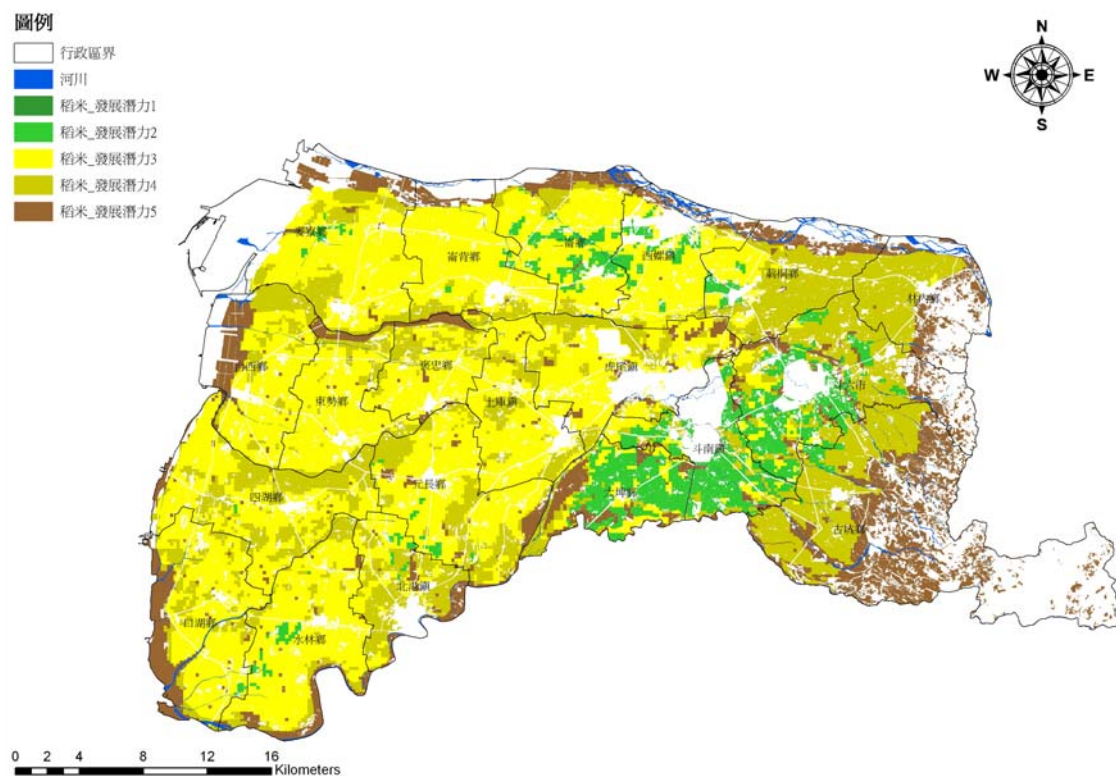 圖例
行政區界
河川
稻米_發展潛力1
稻米_發展潛力2
稻米_發展潛力3
稻米_發展潛力4
稻米_發展潛力5
N
W
E
S
崙背鄉
二崙鄉
西螺鎮
莿桐鄉
林內鄉
褒忠鄉
虎尾鎮
東勢鄉
土庫鎮
斗六市
斗南鎮
四湖鄉
元長鄉
大埤鄉
古坑鄉
北港鎮
口湖鄉
水林鄉
0 2 4 8 12 16
Kilometers